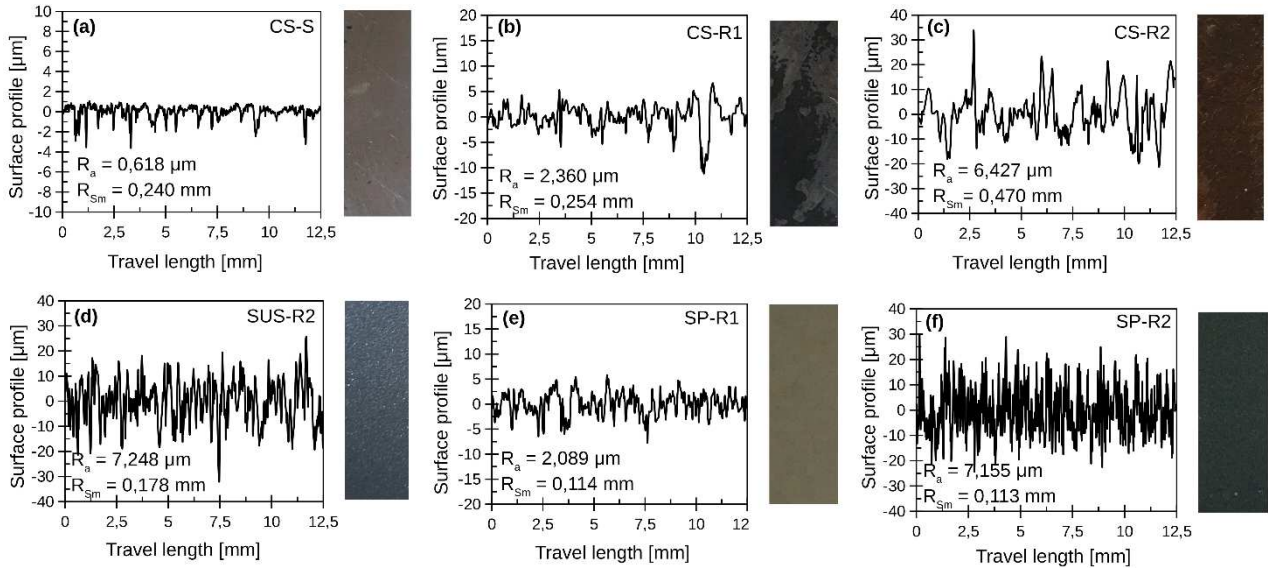 (a) CS-S
Surface profile [µm]
10
8
6
4
2
0
-2
-4
-6
-8
-10
Ra = 0,618 µm
RSm = 0,240 mm
0 2,5 5 7,5 10 12,5
Travel length [mm]
(b) CS-R1
Surface profile [µm]
20
15
10
5
0
-5
-10
-15
-20
Ra = 2,360 µm
RSm = 0,254 mm
0 2,5 5 7,5 10 12,5
Travel length [mm]
(c) CS-R2
Surface profile [µm]
40
30
20
10
0
-10
-20
-30
-40
Ra = 6,427 µm
RSm= 0,470 mm
0 2,5 5 7,5 10 12,5
Travel length [mm]
(d) SUS-R2
Surface profile [µm]
40
30
20
10
0
-10
-20
-30
-40
Ra = 7,248 µm
RSm = 0,178 mm
0 2,5 5 7,5 10 12,5
Travel length [mm]
(e) SP-R1
Surface profile [µm]
20
15
10
5
0
-5
-10
-15
-20
Ra = 2,089 µm
RSm = 0,114 mm
0 2,5 5 7,5 10 12
Travel length [mm]
(f) SP-R2
Surface profile [µm]
40
30
20
10
0
-10
-20
-30
-40
Ra = 7,155 µm
RSm = 0,113 mm
0 2,5 5 7,5 10 12,5
Travel length [mm]